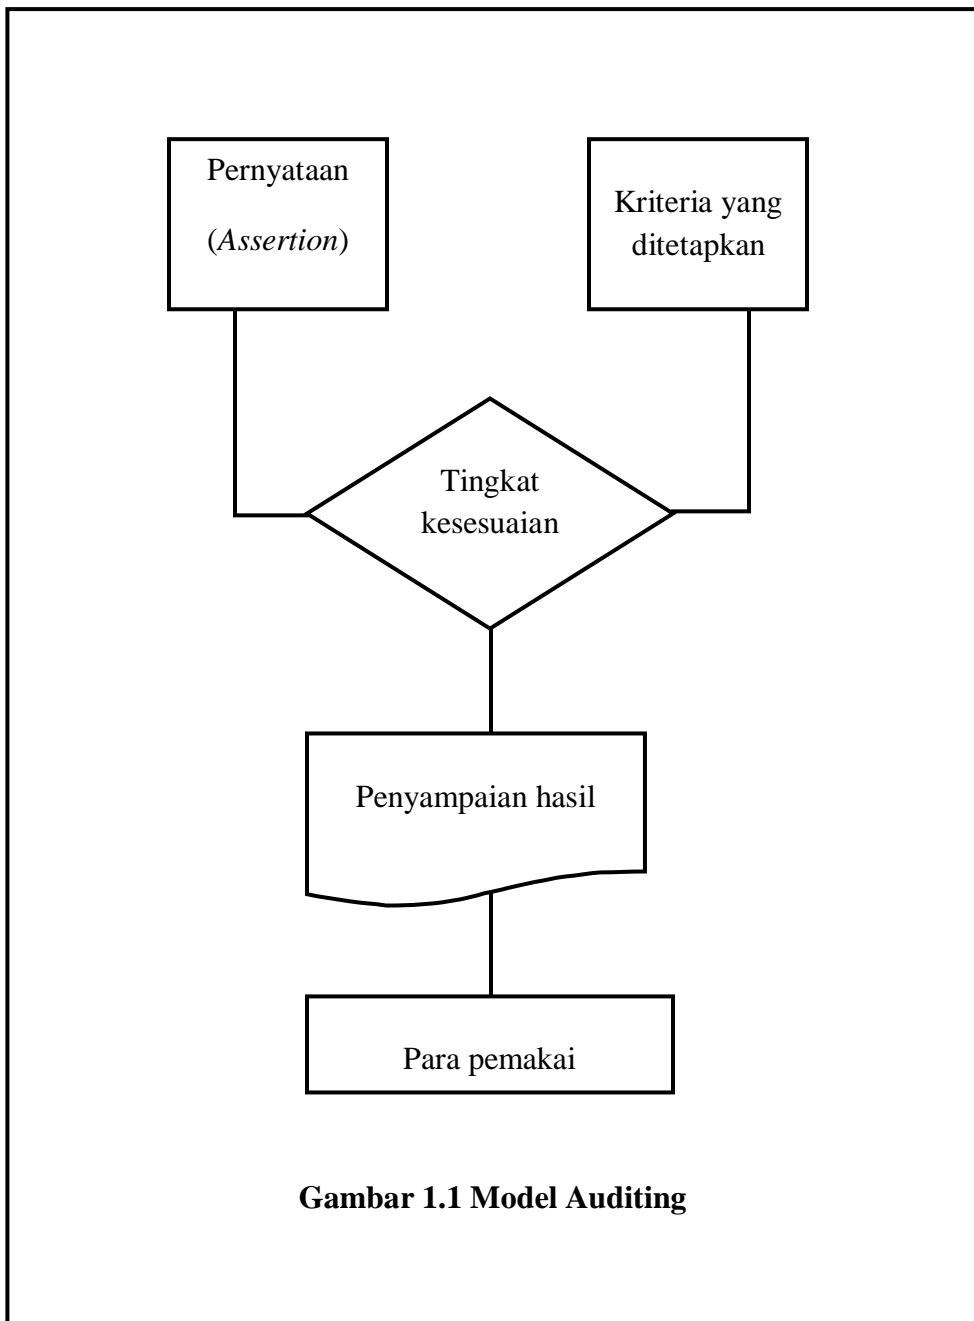 Pernyataan
(Assertion)
Kriteria yang
ditetapkan
Tingkat
kesesuaian
Penyampaian hasil
Para pemakai
Gambar 1.1 Model Auditing